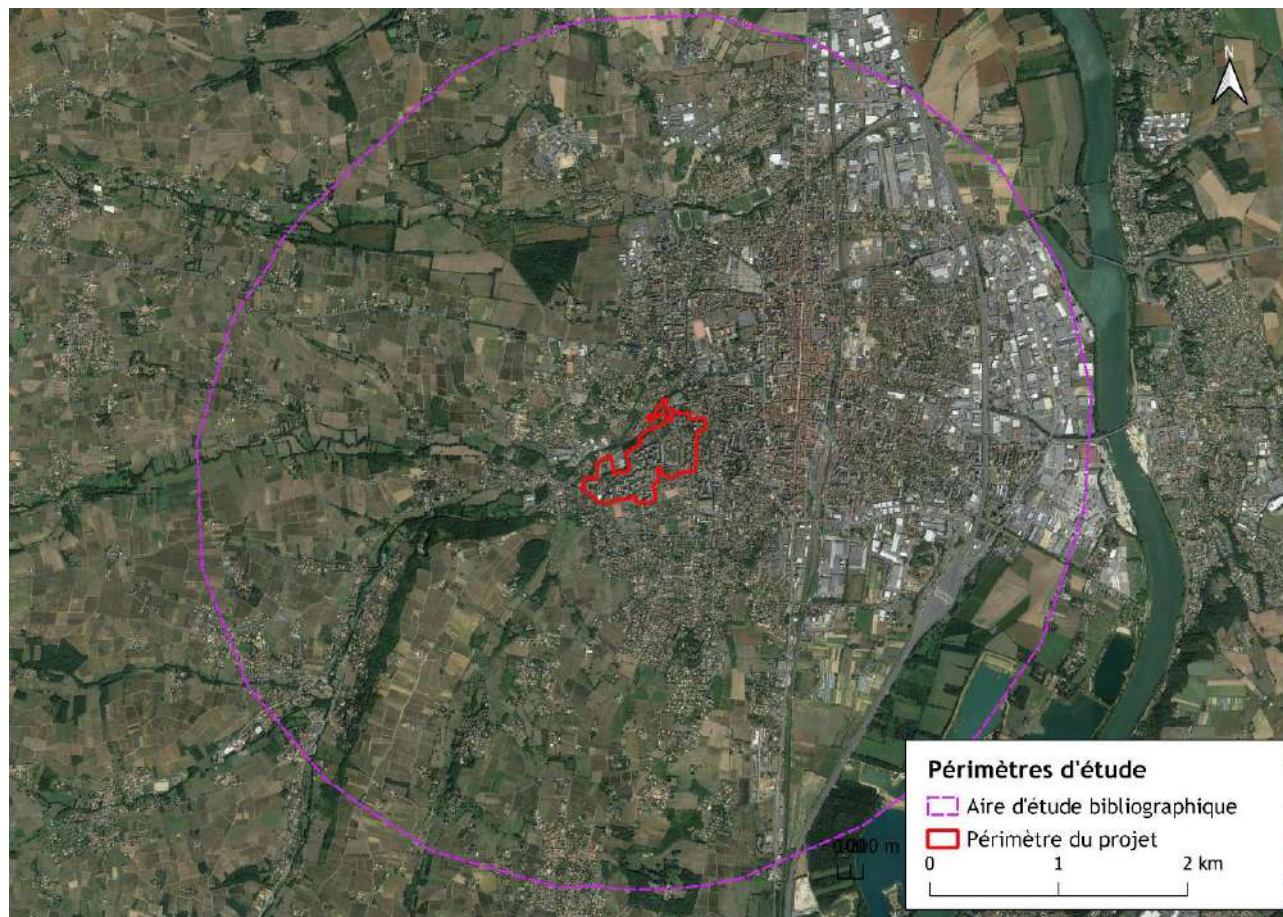 N
Périmètres d'étude
Aire d'étude bibliographique
Périmètre du projet
0 1 2 km